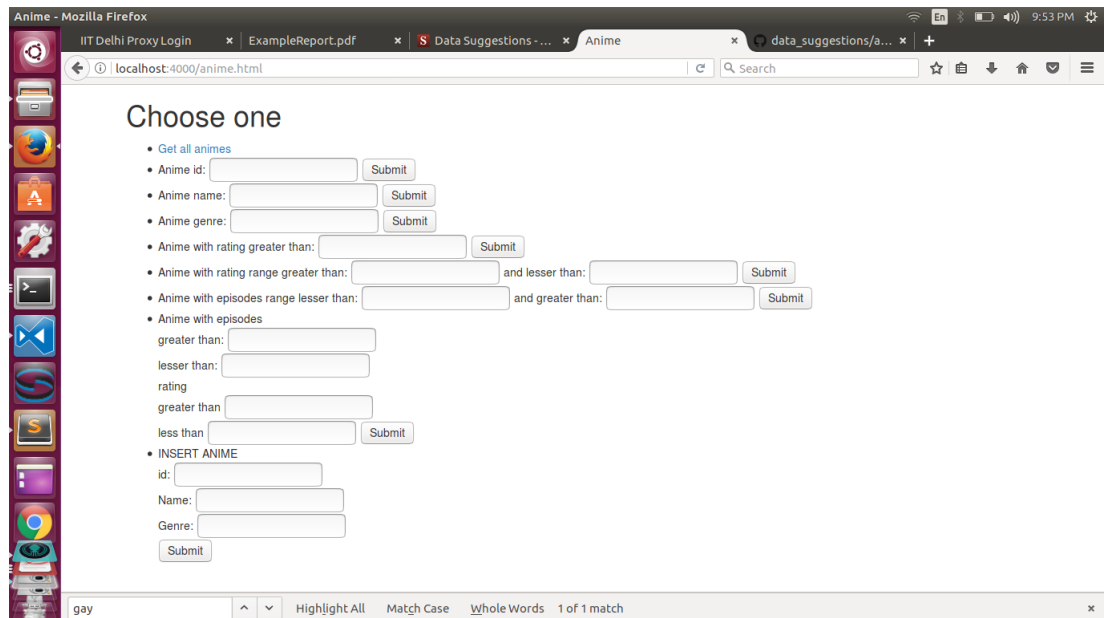 Anime - Mozilla Firefox En 9:53 PM
IIT Delhi Proxy Login × ExampleReport.pdf × S Data Suggestions - ... × Anime × data_suggestions/a... × +
localhost:4000/anime.html Search
Choose one
• Get all animes
• Anime id: Submit
• Anime name: Submit
• Anime genre: Submit
• Anime with rating greater than: Submit
• Anime with rating range greater than: and lesser than: Submit
• Anime with episodes range lesser than: and greater than: Submit
• Anime with episodes
greater than:
lesser than:
rating
greater than
less than Submit
• INSERT ANIME
id:
Name:
Genre:
Submit
gay Highlight All Match Case Whole Words 1 of 1 match ×